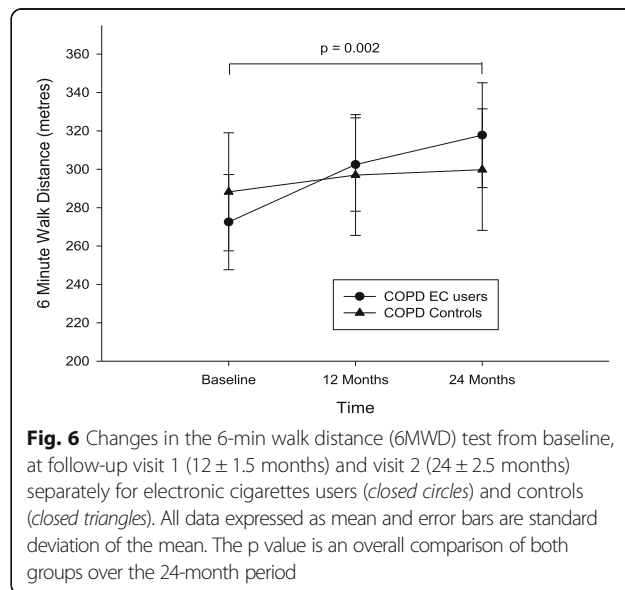 p = 0.002
360
340
320
300
280
260
240
220
200
6 Minute Walk Distance (metres)
COPD EC users
COPD Controls
Baseline
12 Months
24 Months
Time
Fig. 6 Changes in the 6-min walk distance (6MWD) test from baseline,
at follow-up visit 1 (12 ± 1.5 months) and visit 2 (24 ± 2.5 months)
separately for electronic cigarettes users (closed circles) and controls
(closed triangles). All data expressed as mean and error bars are standard
deviation of the mean. The p value is an overall comparison of both
groups over the 24-month period